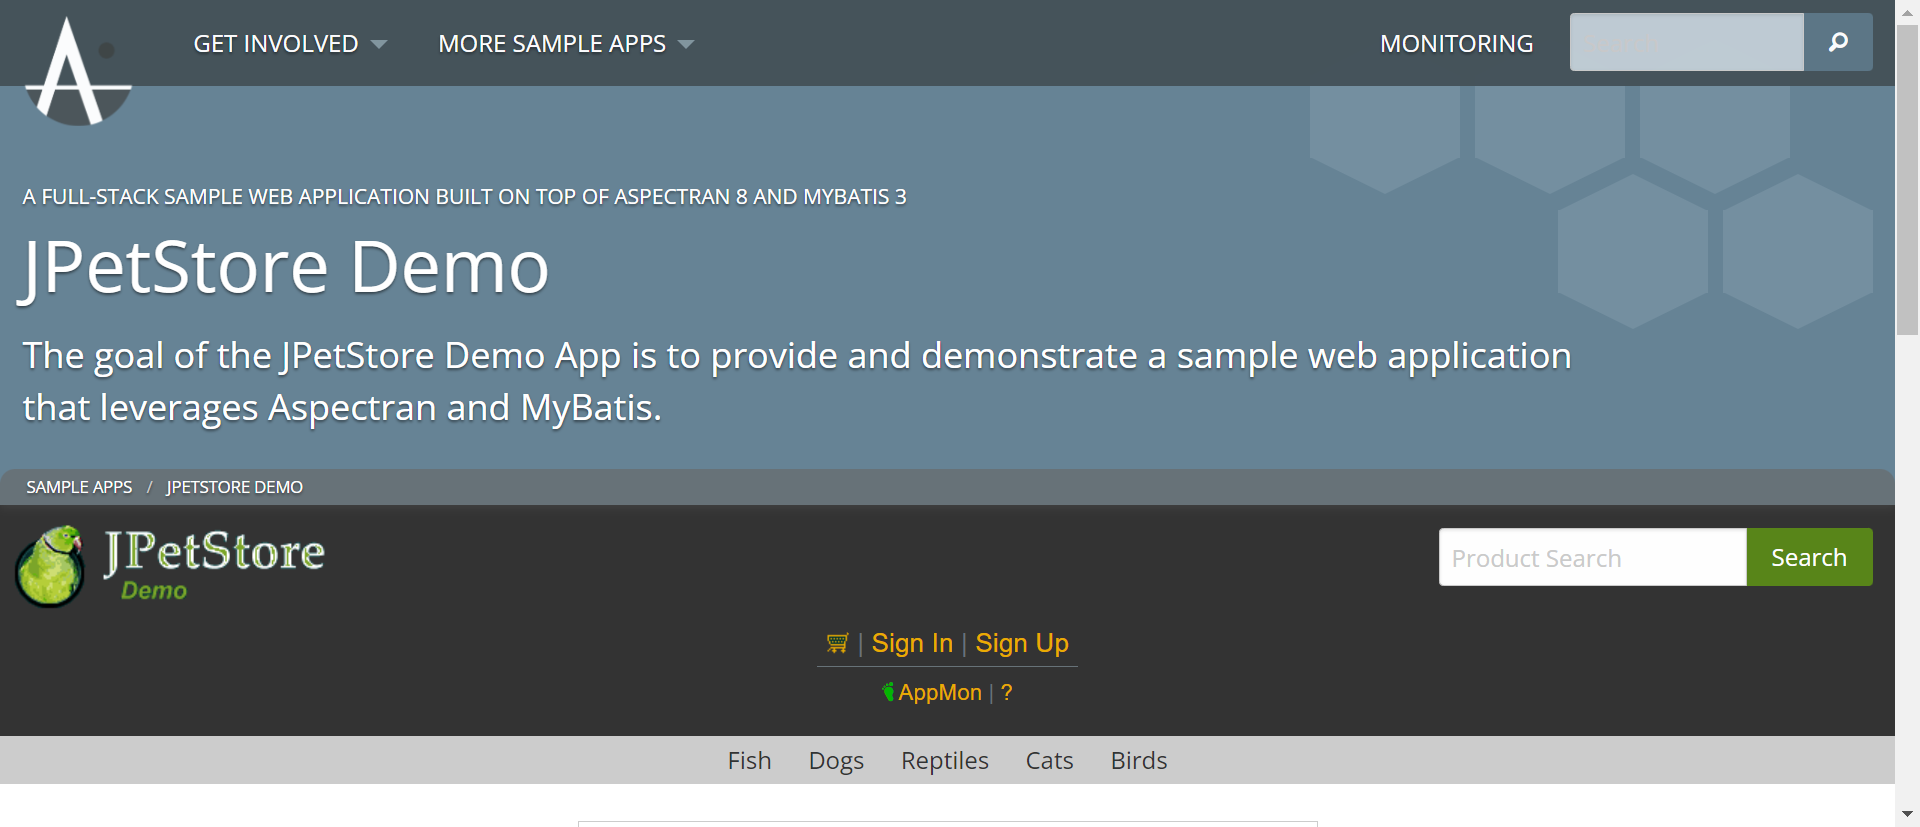 GET INVOLVED MORE SAMPLE APPS MONITORING
A FULL-STACK SAMPLE WEB APPLICATION BUILT ON TOP OF ASPECTRAN 8 AND MYBATIS 3
JPetStore Demo
The goal of the JPetStore Demo App is to provide and demonstrate a sample web application
that leverages Aspectran and MyBatis.
SAMPLE APPS / JPETSTORE DEMO
JPetStore
Demo
Product Search Search
| Sign In | Sign Up
AppMon | ?
Fish Dogs Reptiles Cats Birds